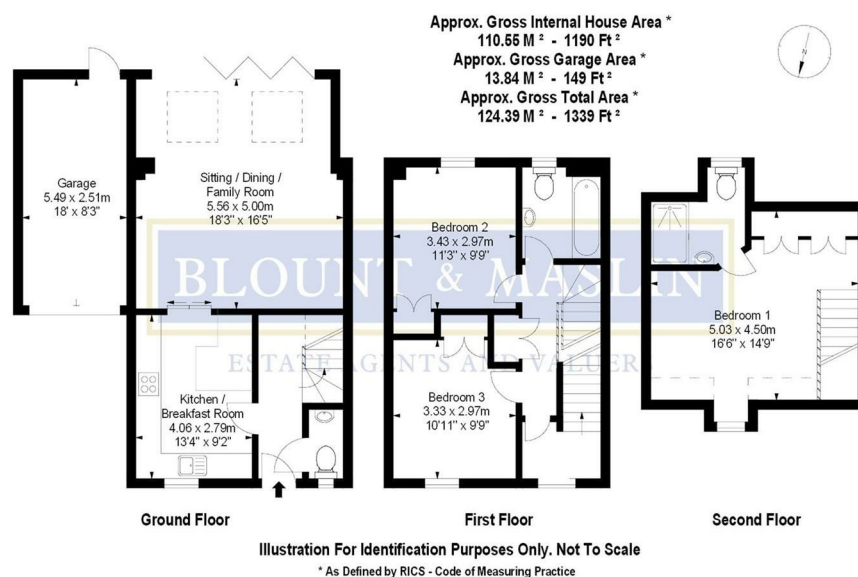 Approx. Gross Internal House Area *
110.55 M ² - 1190 Ft ²
Approx. Gross Garage Area *
13.84 M ² - 149 Ft ²
Approx. Gross Total Area *
124.39 M ² - 1339 Ft ²
N
Garage
5.49 x 2.51m
18' x 8'3"
Sitting / Dining /
Family Room
5.56 x 5.00m
18'3" x 16'5"
Kitchen /
Breakfast Room
4.06 x 2.79m
13'4" x 9'2"
Bedroom 2
3.43 x 2.97m
11'3" x 9'9"
Bedroom 3
3.33 x 2.97m
10'11" x 9'9"
Bedroom 1
5.03 x 4.50m
16'6" x 14'9"
BLOUNT & MASLIN
ESTATE AGENTS AND VALUERS
Ground Floor
First Floor
Second Floor
Illustration For Identification Purposes Only. Not To Scale
* As Defined by RICS - Code of Measuring Practice